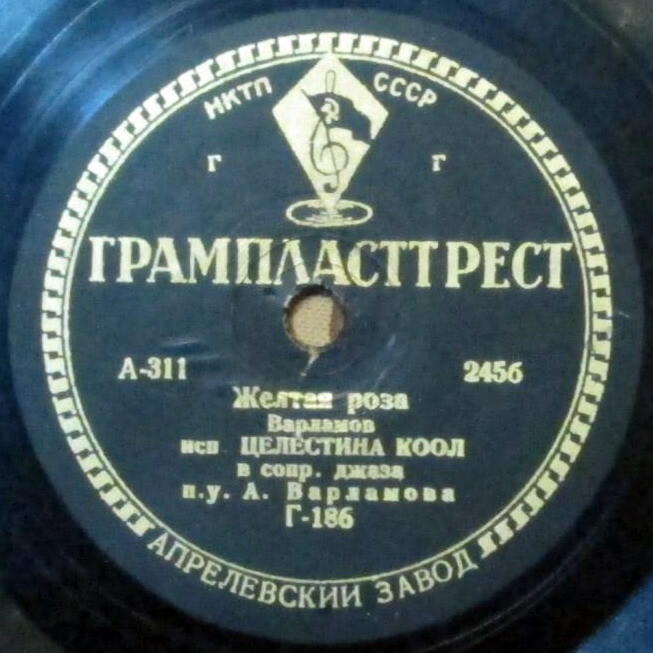 НКТП СССР
Г Г
ГРАМПЛАСТТРЕСТ
А-311 2456
Желтая роза
Варламов
исп ЦЕЛЕСТИНА КООЛ
в сопр. джаза
п.у. А. Варламова
Г-186
АПРЕЛЕВСКИЙ ЗАВОД